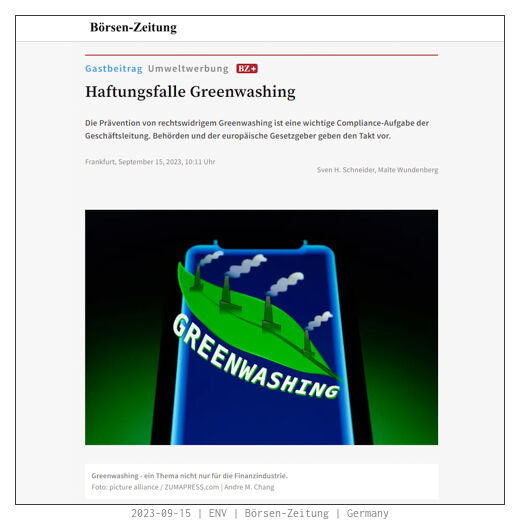 Börsen-Zeitung
Gastbeitrag Umweltwerbung BZ+
Haftungsfalle Greenwashing
Die Prävention von rechtswidrigem Greenwashing ist eine wichtige Compliance-Aufgabe der
Geschäftsleitung. Behörden und der europäische Gesetzgeber geben den Takt vor.
Frankfurt, September 15, 2023, 10:11 Uhr
Sven H. Schneider, Malte Wundenberg
GREENWASHING
Greenwashing - ein Thema nicht nur für die Finanzindustrie.
Foto: picture alliance / ZUMAPRESS.com | Andre M. Chang
2023-09-15 | ENV | Börsen-Zeitung | Germany